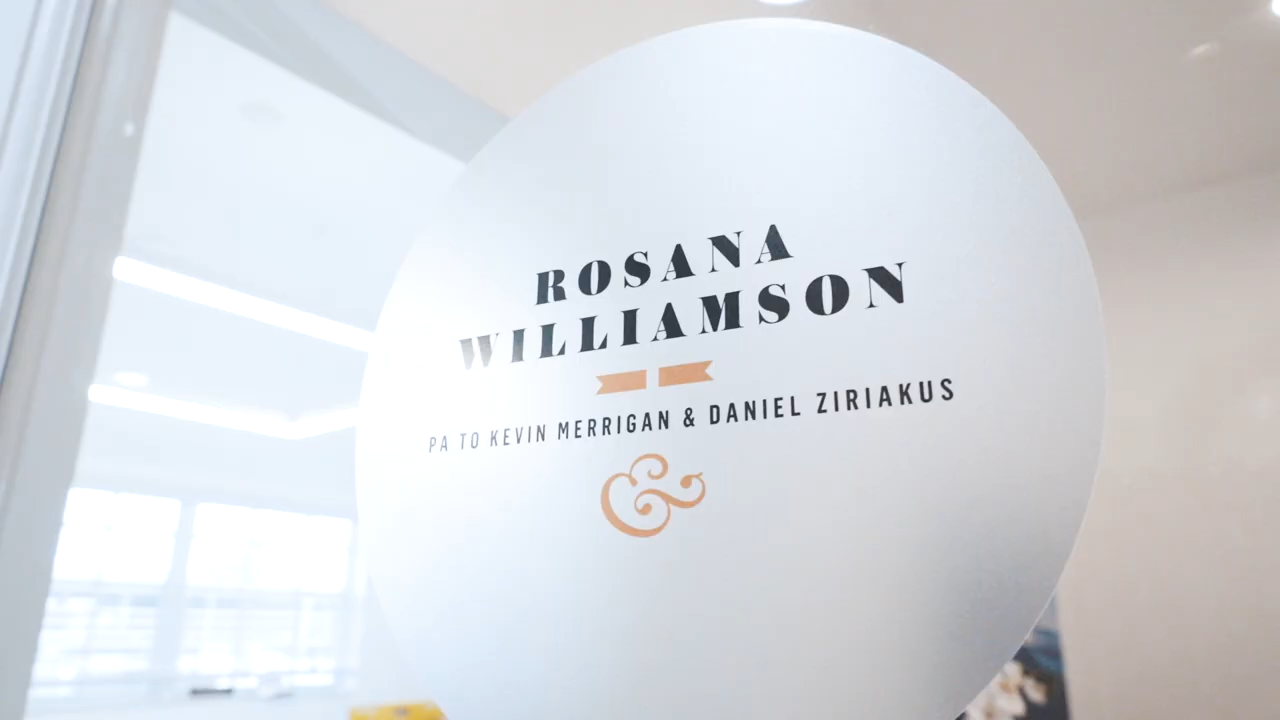 ROSANA
WILLIAMSON
PA TO KEVIN MERRIGAN & DANIEL ZIRIAKUS
&